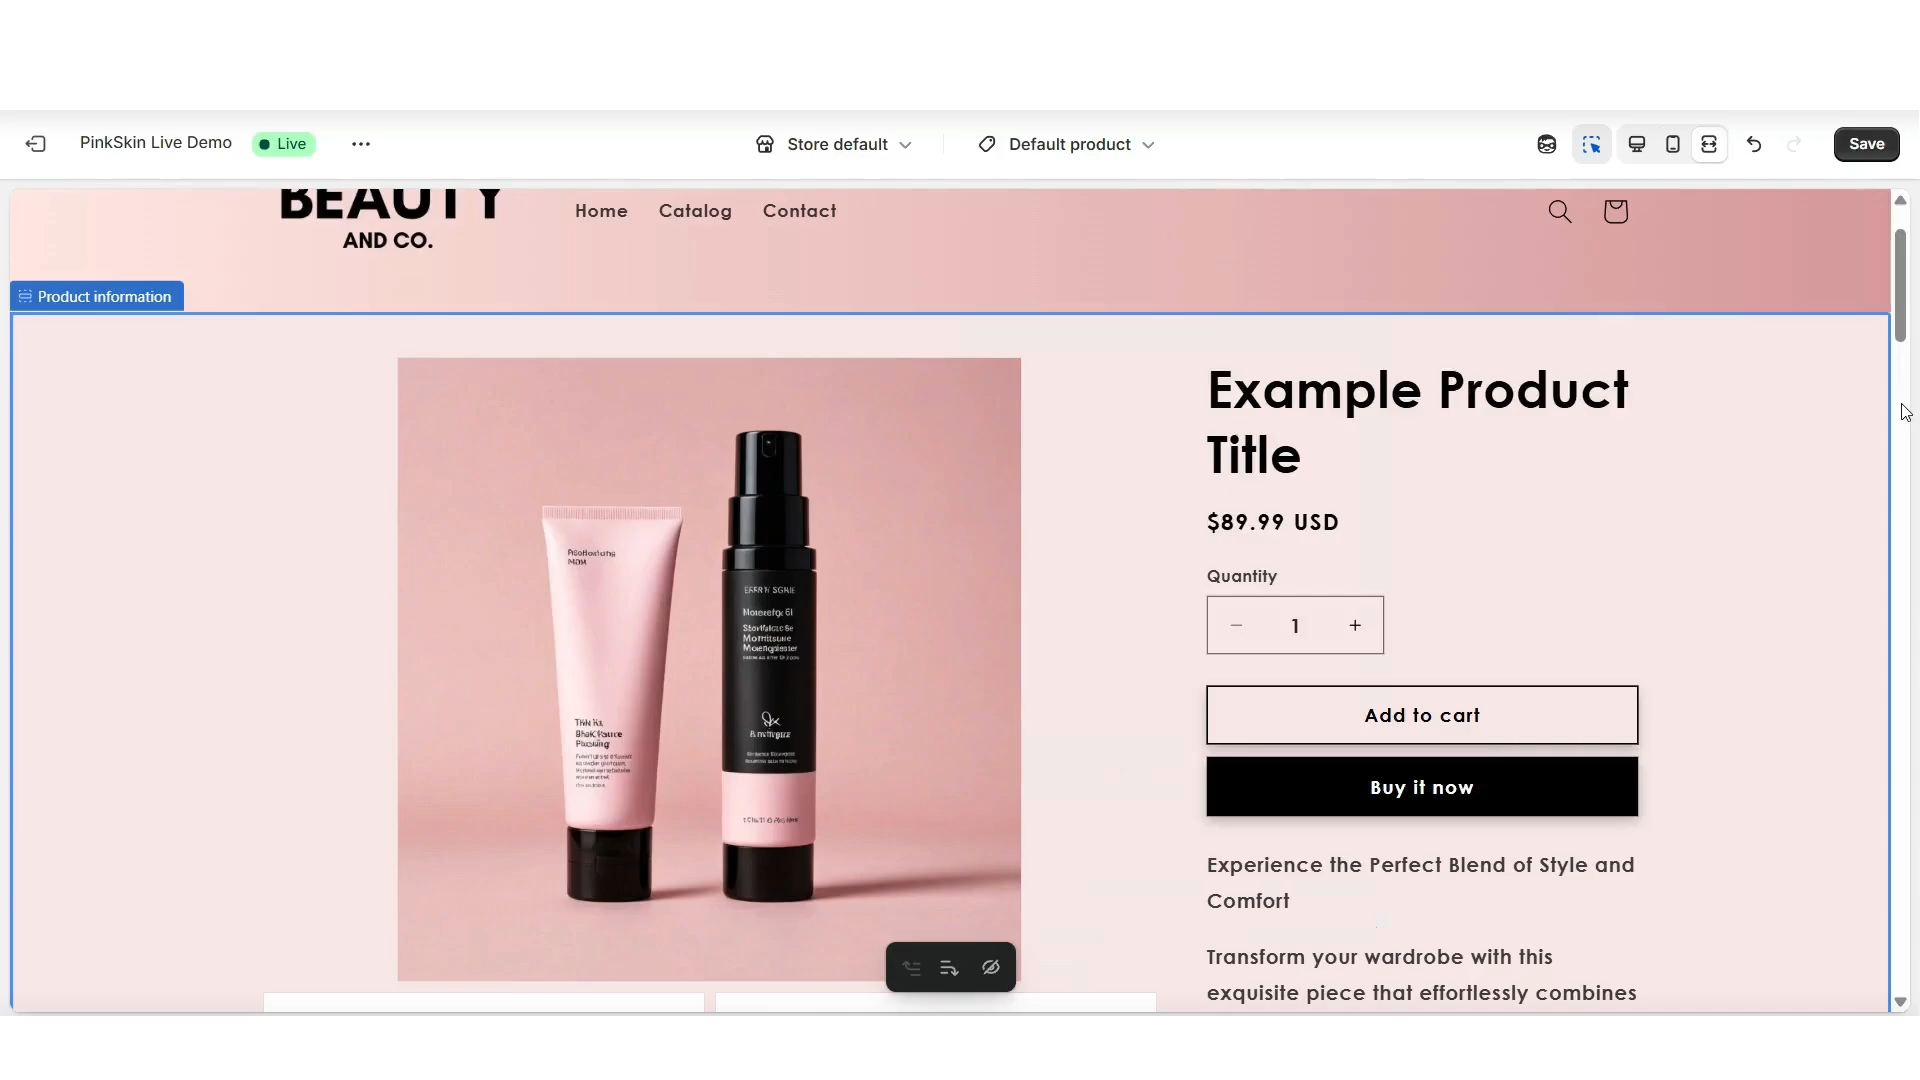 PinkSkin Live Demo
Live
Store default
Default product
Save
BEAUTY
AND CO.
Home
Catalog
Contact
Product information
Example Product
Title
$89.99 USD
Quantity
1
Add to cart
Buy it now
Experience the Perfect Blend of Style and
Comfort
Transform your wardrobe with this
exquisite piece that effortlessly combines